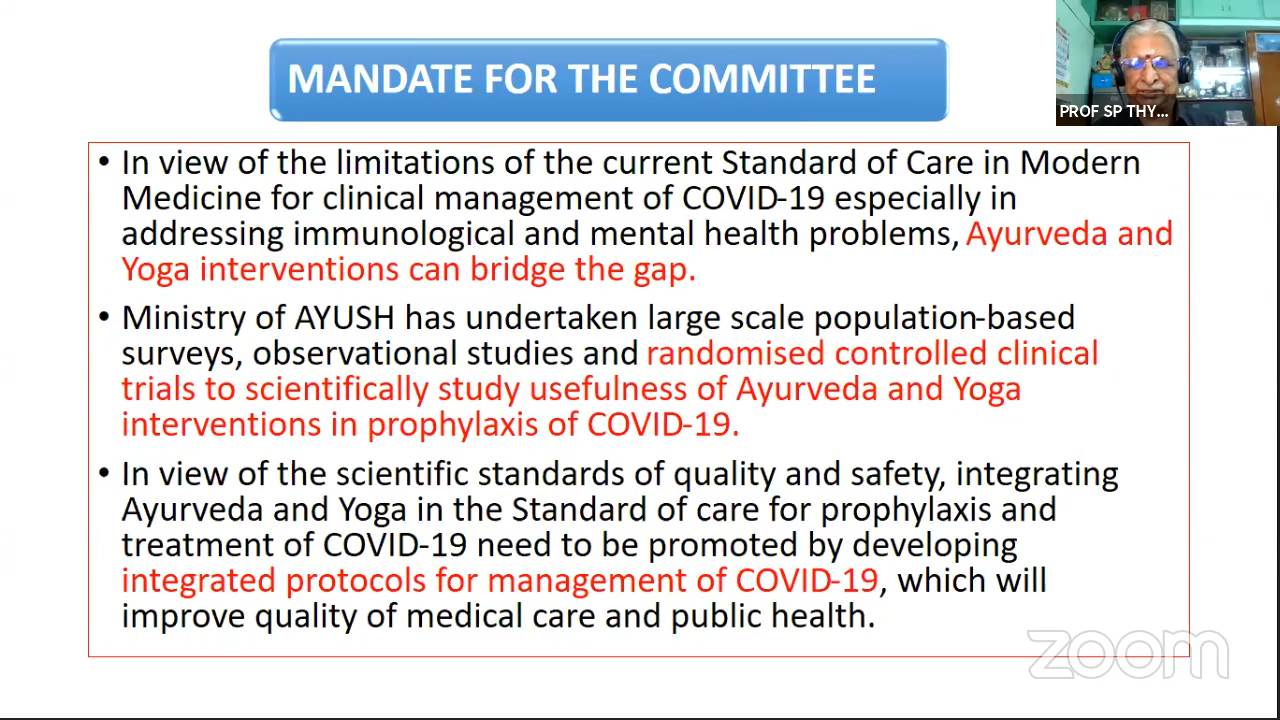 MANDATE FOR THE COMMITTEE
PROF SP THY...
• In view of the limitations of the current Standard of Care in Modern
Medicine for clinical management of COVID-19 especially in
addressing immunological and mental health problems, Ayurveda and
Yoga interventions can bridge the gap.
• Ministry of AYUSH has undertaken large scale population-based
surveys, observational studies and randomised controlled clinical
trials to scientifically study usefulness of Ayurveda and Yoga
interventions in prophylaxis of COVID-19.
• In view of the scientific standards of quality and safety, integrating
Ayurveda and Yoga in the Standard of care for prophylaxis and
treatment of COVID-19 need to be promoted by developing
integrated protocols for management of COVID-19, which will
improve quality of medical care and public health.
zoom